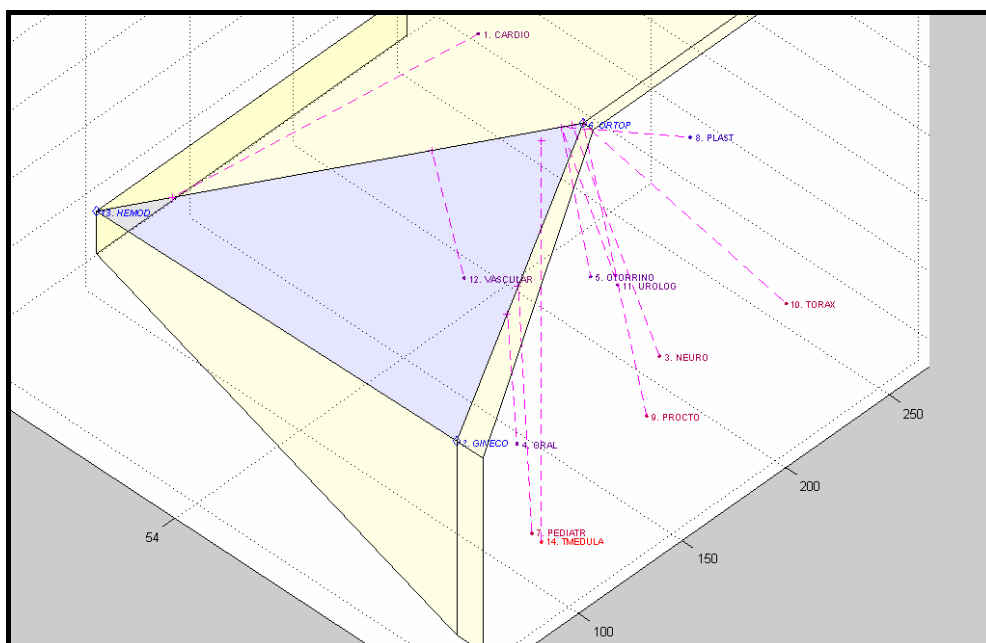 1. CARDIO
6. ORTOP
8. PLAST
13. HEMOD
12. VASCULAR
5. OTORRINO
11. UROLOG
10. TORAX
3. NEURO
250
9. PROCTO
2. GINECO
4. ORAL
200
7. PEDIATR
54
14. TMEDULA
150
100